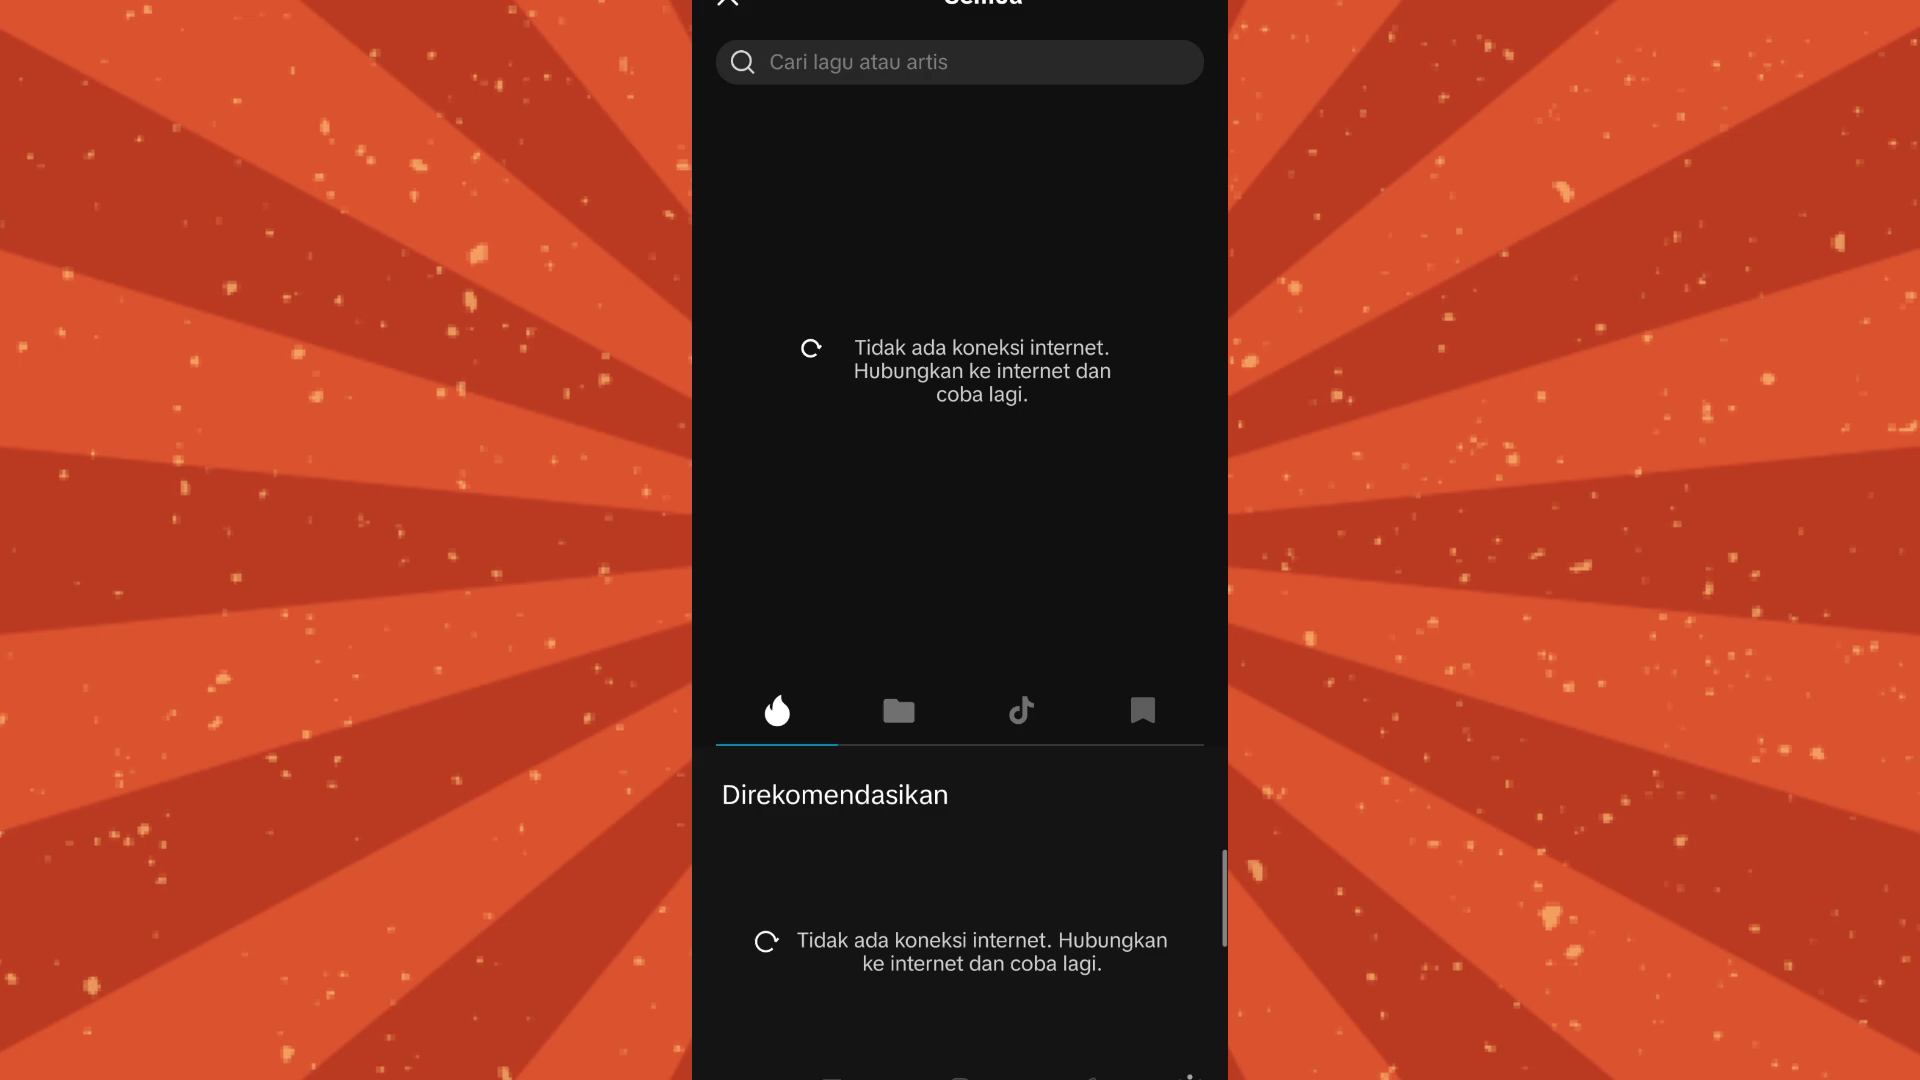 Semua
Cari lagu atau artis
Tidak ada koneksi internet.
Hubungkan ke internet dan
coba lagi.
Direkomendasikan
Tidak ada koneksi internet. Hubungkan
ke internet dan coba lagi.